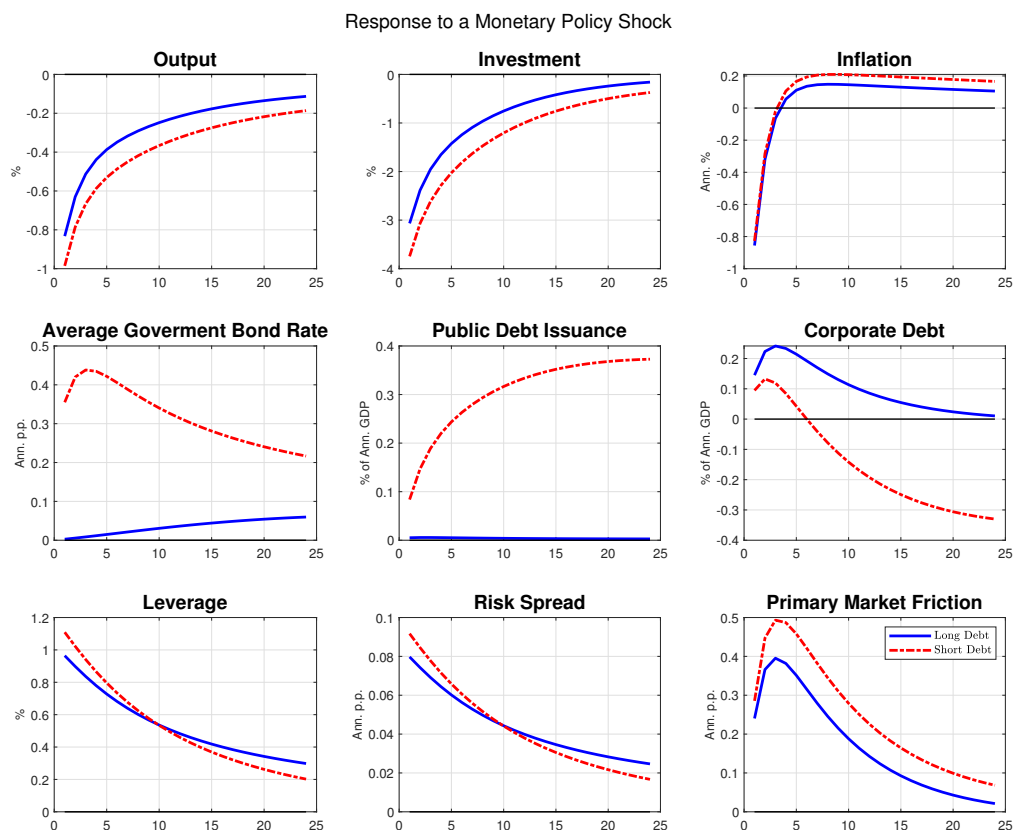 Response to a Monetary Policy Shock
Output
%
0
-0.2
-0.4
-0.6
-0.8
-1
0 5 10 15 20 25
Investment
%
0
-1
-2
-3
-4
0 5 10 15 20 25
Inflation
Ann. %
0.2
0
-0.2
-0.4
-0.6
-0.8
-1
0 5 10 15 20 25
Average Goverment Bond Rate
Ann. p.p.
0.5
0.4
0.3
0.2
0.1
0
0 5 10 15 20 25
Public Debt Issuance
% of Ann. GDP
0.4
0.3
0.2
0.1
0
0 5 10 15 20 25
Corporate Debt
% of Ann. GDP
0.2
0.1
0
-0.1
-0.2
-0.3
-0.4
0 5 10 15 20 25
Leverage
%
1.2
1
0.8
0.6
0.4
0.2
0
0 5 10 15 20 25
Risk Spread
Ann. p.p.
0.1
0.08
0.06
0.04
0.02
0
0 5 10 15 20 25
Primary Market Friction
Ann. p.p.
0.5
0.4
0.3
0.2
0.1
0
0 5 10 15 20 25
Long Debt
Short Debt